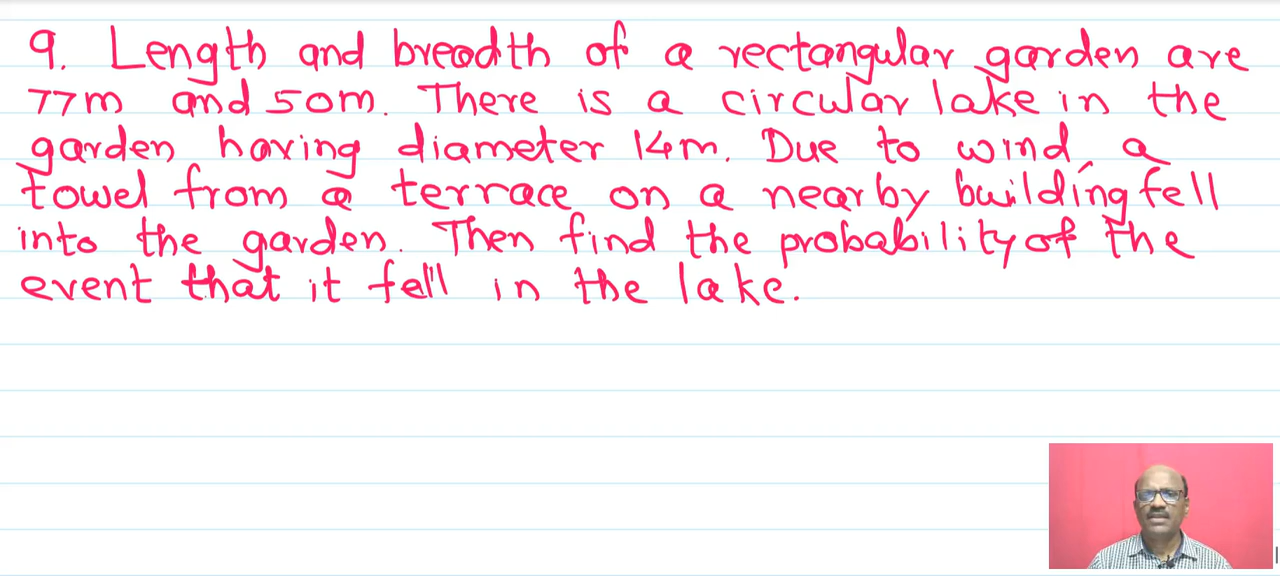 9. Length and breadth of a rectangular garden are
77m and 50m. There is a circular lake in the
garden having diameter 14m. Due to wind, a
towel from a terrace on a nearby building fell
into the garden. Then find the probability of the
event that it fell in the lake.